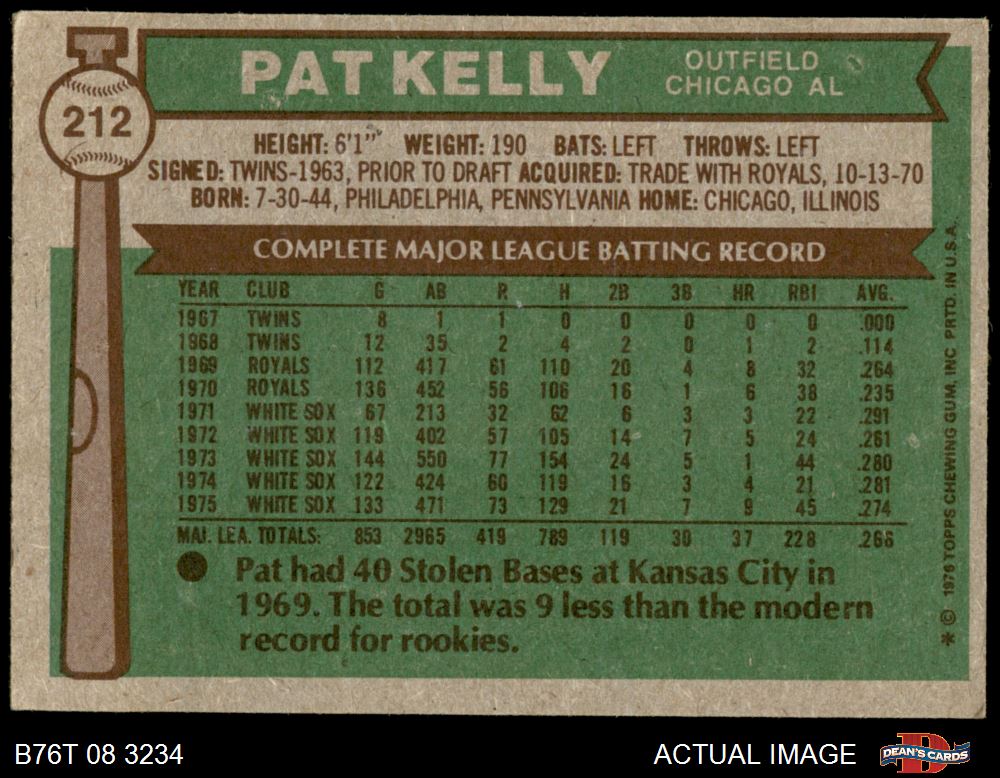 PAT KELLY
OUTFIELD
CHICAGO AL
212
HEIGHT: 6'1" WEIGHT: 190 BATS: LEFT THROWS: LEFT
SIGNED: TWINS-1963, PRIOR TO DRAFT ACQUIRED: TRADE WITH ROYALS, 10-13-70
BORN: 7-30-44, PHILADELPHIA, PENNSYLVANIA HOME: CHICAGO, ILLINOIS
COMPLETE MAJOR LEAGUE BATTING RECORD
YEAR CLUB G AB R H 2B 3B HR RBI AVG.
1967 TWINS 8 1 1 0 0 0 0 0 .000
1968 TWINS 12 35 2 4 2 0 1 2 .114
1969 ROYALS 112 417 61 110 20 4 8 32 .264
1970 ROYALS 136 452 56 106 16 1 6 38 .235
1971 WHITE SOX 67 213 32 62 6 3 3 22 .291
1972 WHITE SOX 119 402 57 105 14 7 5 24 .261
1973 WHITE SOX 144 550 77 154 24 5 1 44 .280
1974 WHITE SOX 122 424 60 119 16 3 4 21 .281
1975 WHITE SOX 133 471 73 129 21 7 9 45 .274
MAJ. LEA. TOTALS: 853 2965 419 789 119 30 37 228 .266
● Pat had 40 Stolen Bases at Kansas City in
1969. The total was 9 less than the modern
record for rookies.
* © 1976 TOPPS CHEWING GUM, INC PRTD. IN U.S.A.
B76T 08 3234
ACTUAL IMAGE
D
DEAN'S CARDS